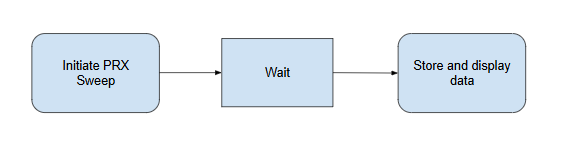 Initiate PRX
Sweep
Wait
Store and display
data